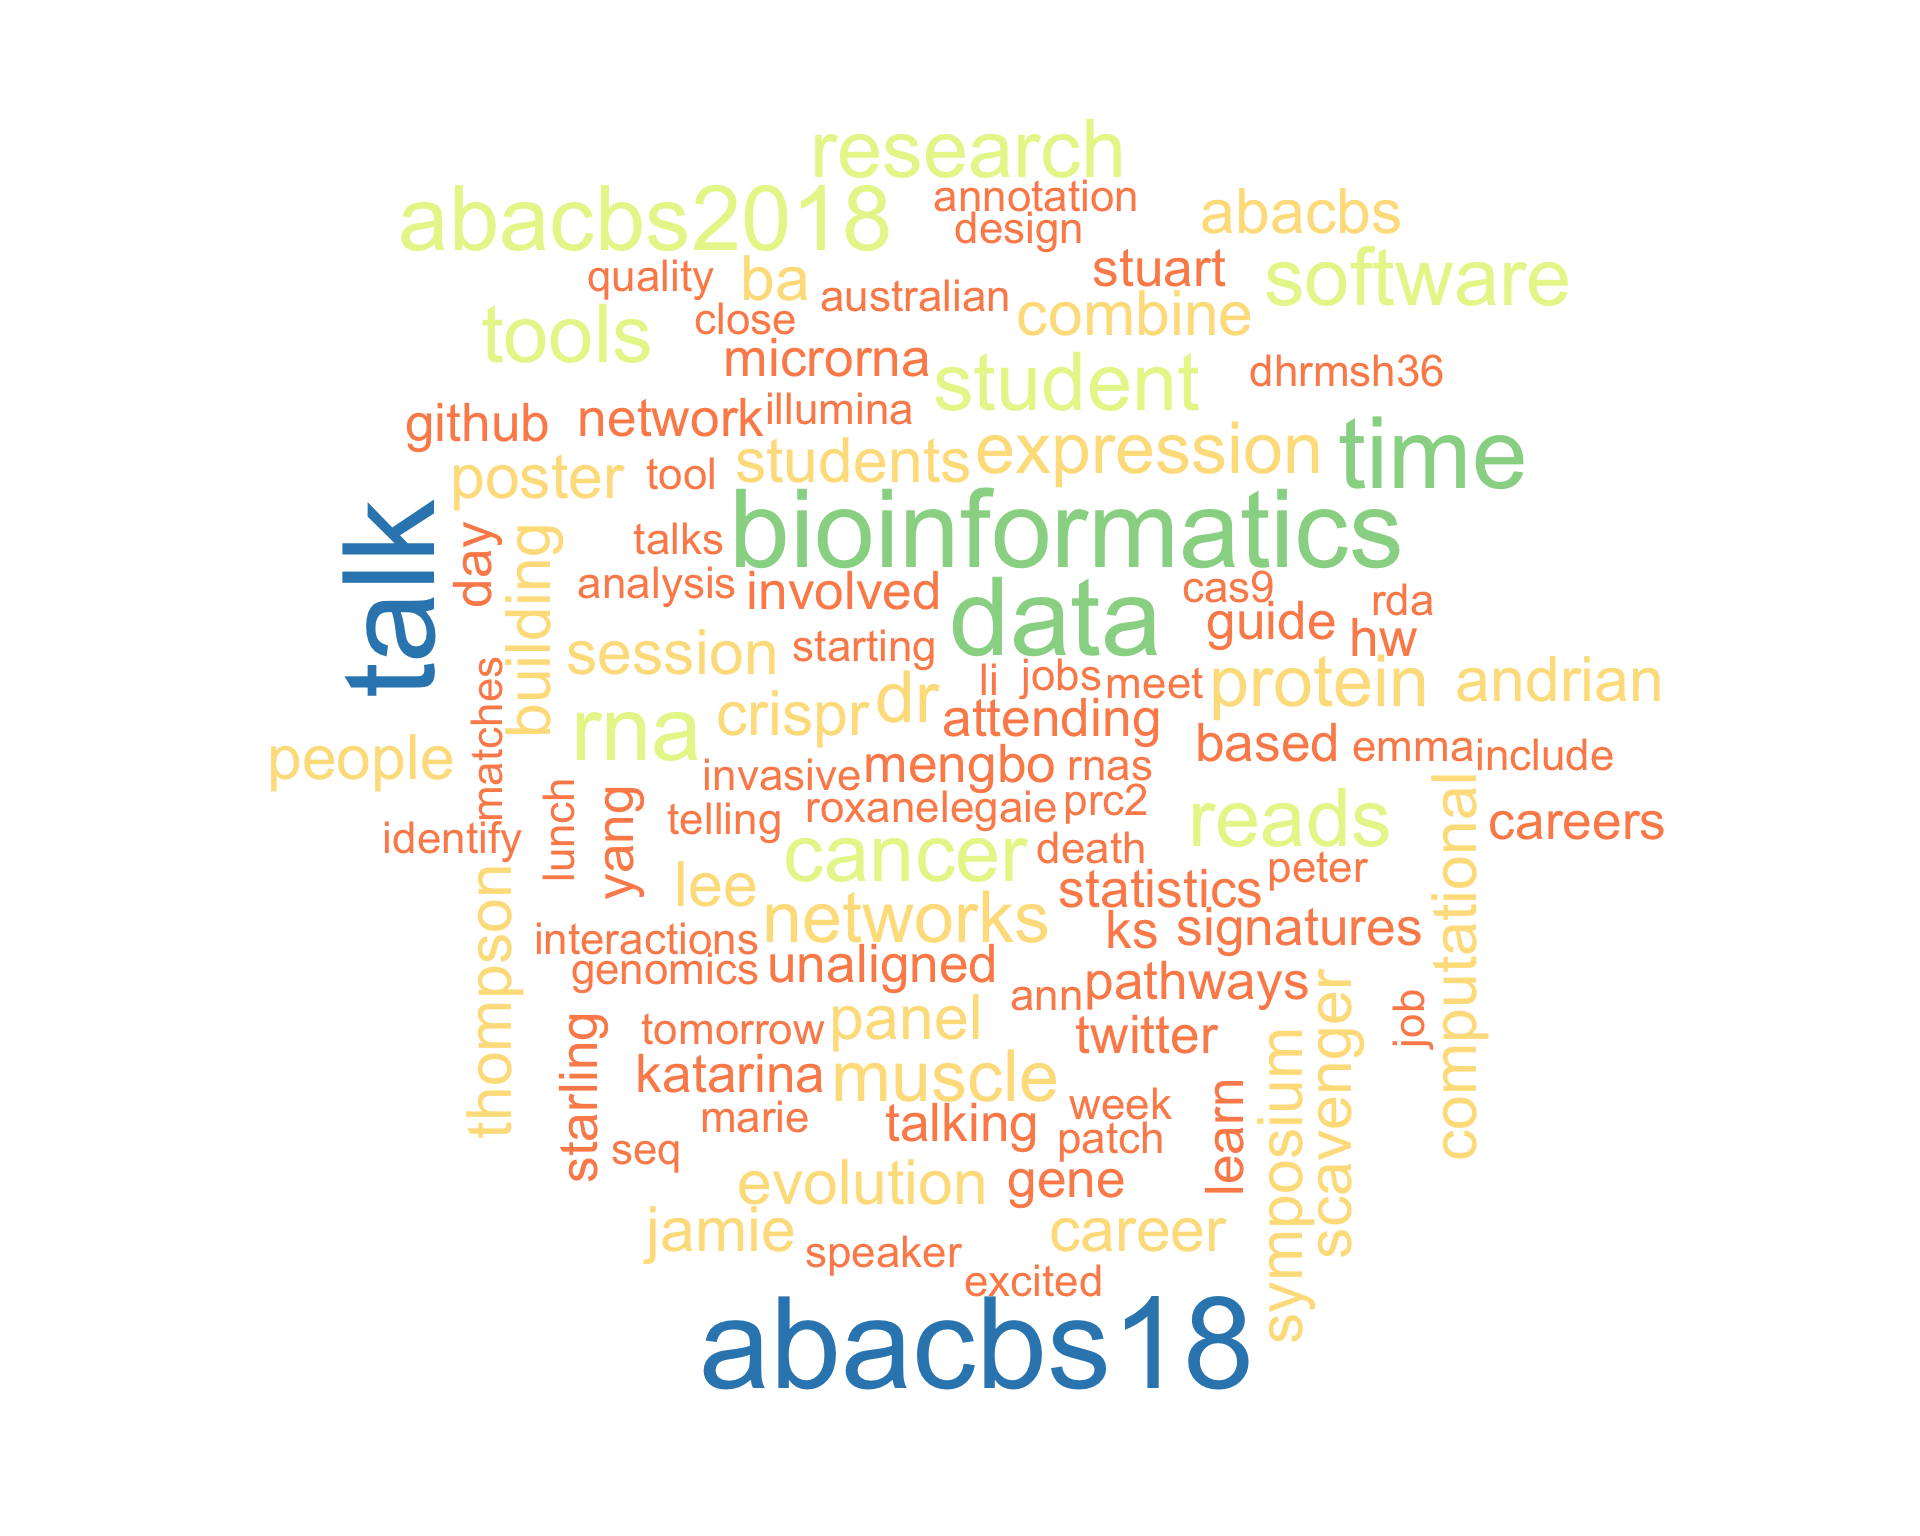 research
annotation
abacbs2018
abacbs
design
stuart
software
quality
ba
australian
combine
close
tools
microrna
student
dhrmsh36
github
network
illumina
time
poster
tool
students
expression
talk
day
building
talks
bioinformatics
analysis
involved
data
cas9
rda
guide
hw
session
starting
li
jobs
meet
protein
andrian
matches
rna
crispr
dr
attending
people
based
emma
include
invasive
mengbo
rnas
lunch
yang
roxanelegaie
prc2
computational
identify
telling
reads
careers
cancer
death
peter
thompson
lee
statistics
networks
ks
signatures
interactions
genomics
unaligned
ann
pathways
scavenger
job
starling
tomorrow
panel
twitter
symposium
katarina
muscle
marie
talking
week
learn
seq
patch
evolution
gene
jamie
speaker
career
excited
abacbs18